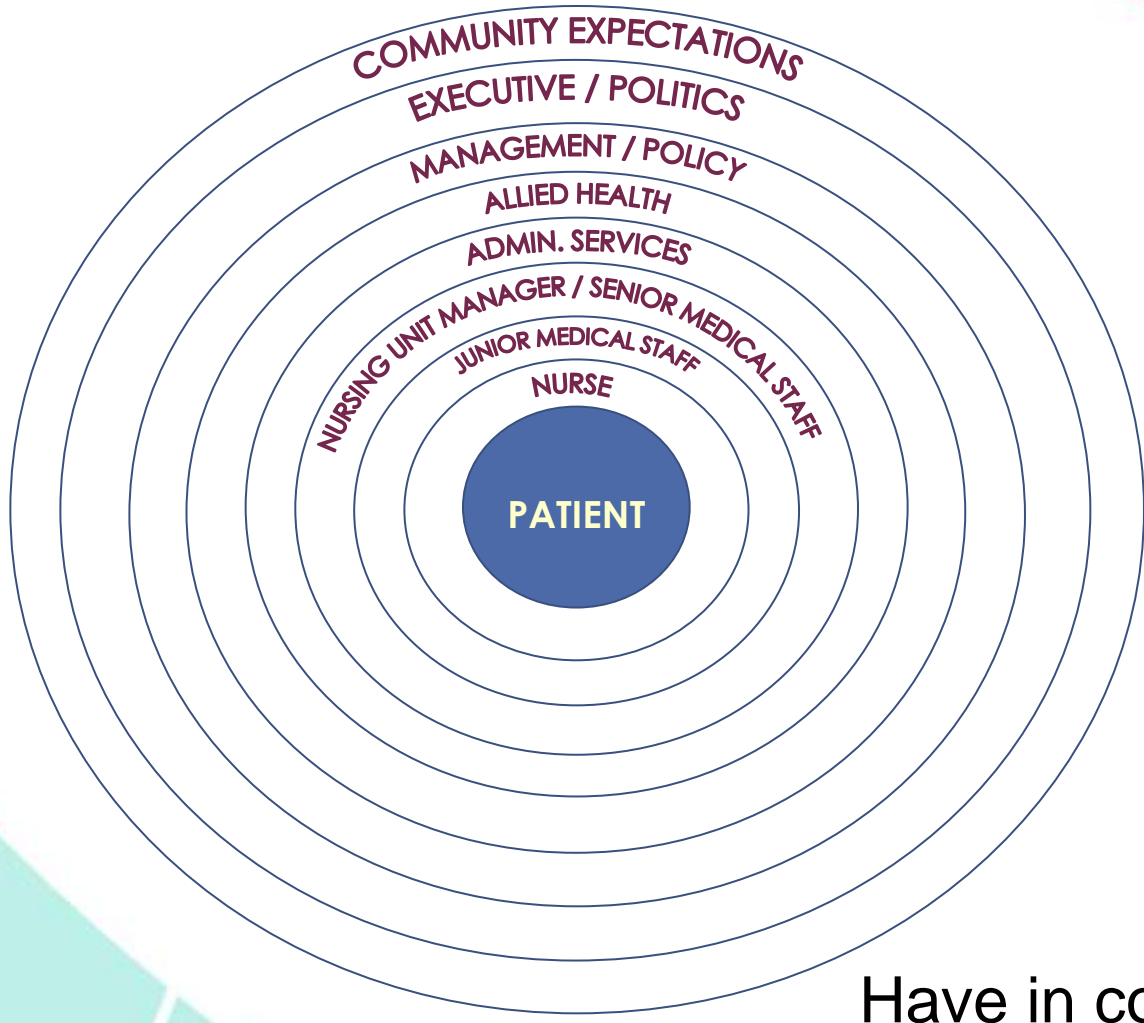 COMMUNITY EXPECTATIONS
EXECUTIVE / POLITICS
MANAGEMENT / POLICY
ALLIED HEALTH
ADMIN. SERVICES
NURSING UNIT MANAGER / SENIOR MEDICAL STAFF
JUNIOR MEDICAL STAFF
NURSE
PATIENT
Have in